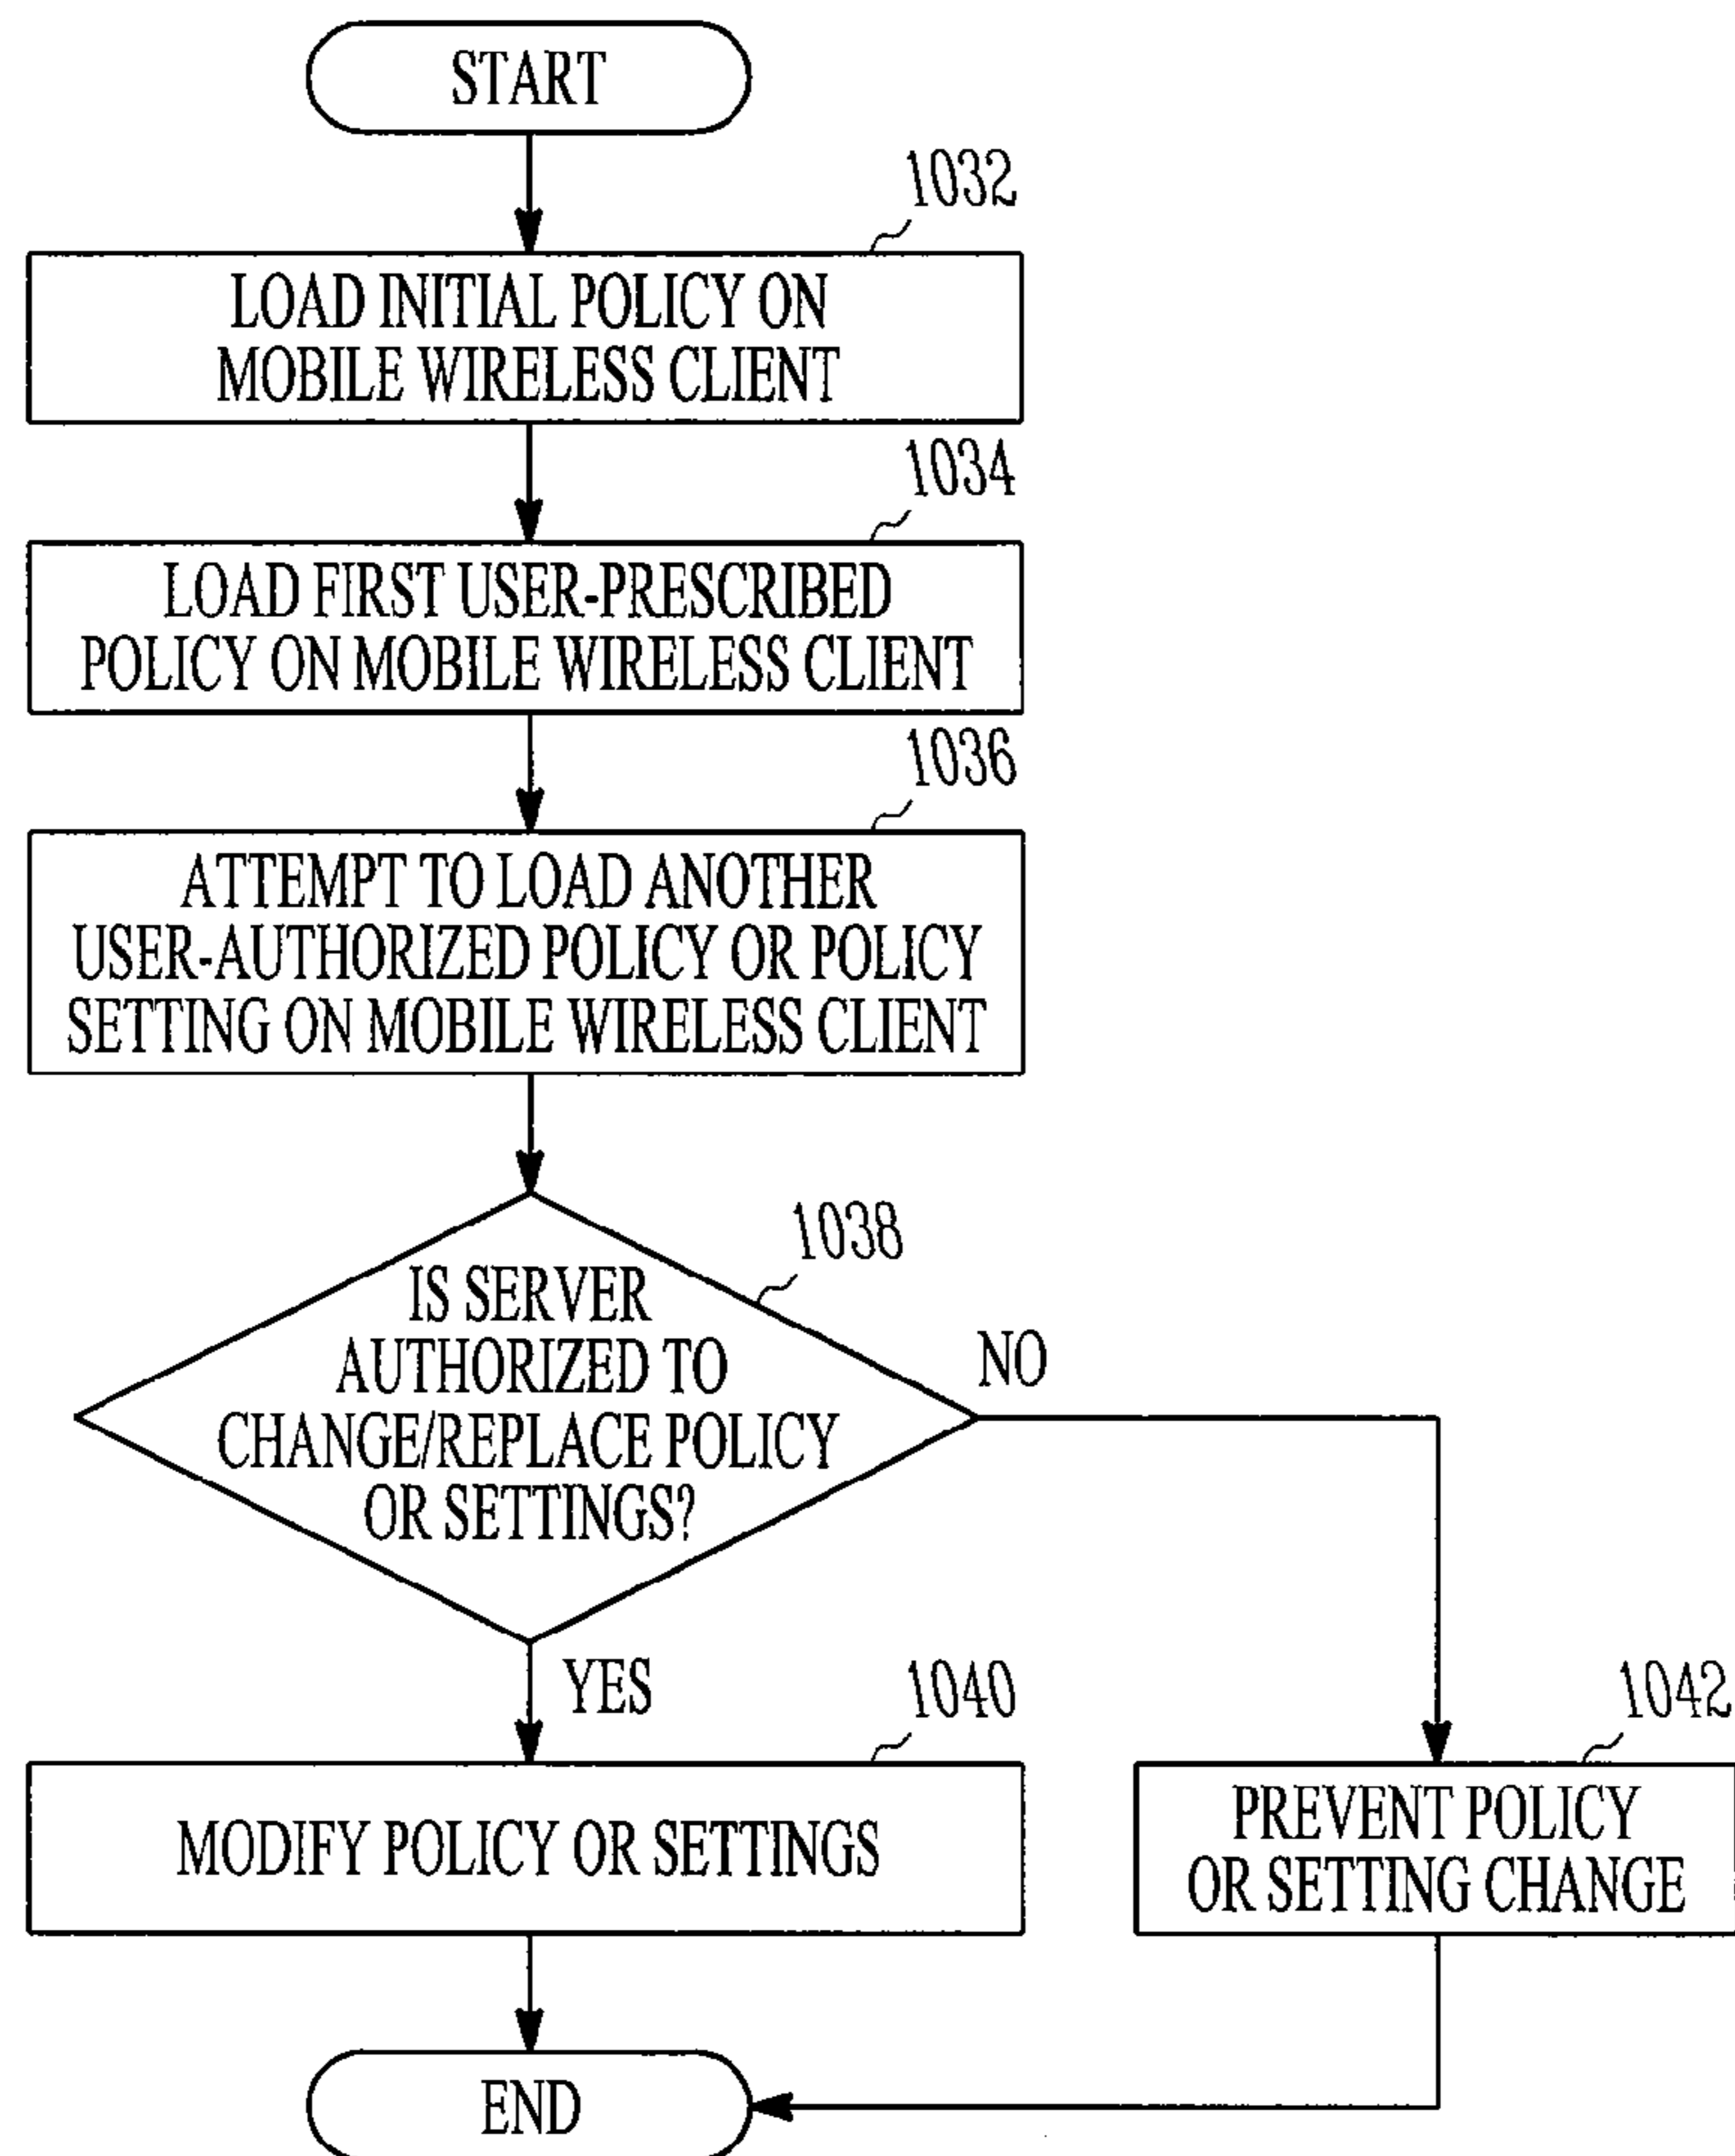 START
1032
LOAD INITIAL POLICY ON
MOBILE WIRELESS CLIENT
1034
LOAD FIRST USER-PRESCRIBED
POLICY ON MOBILE WIRELESS CLIENT
1036
ATTEMPT TO LOAD ANOTHER
USER-AUTHORIZED POLICY OR POLICY
SETTING ON MOBILE WIRELESS CLIENT
1038
IS SERVER
AUTHORIZED TO
CHANGE/REPLACE POLICY
OR SETTINGS?
NO
YES
1040
MODIFY POLICY OR SETTINGS
1042
PREVENT POLICY
OR SETTING CHANGE
END